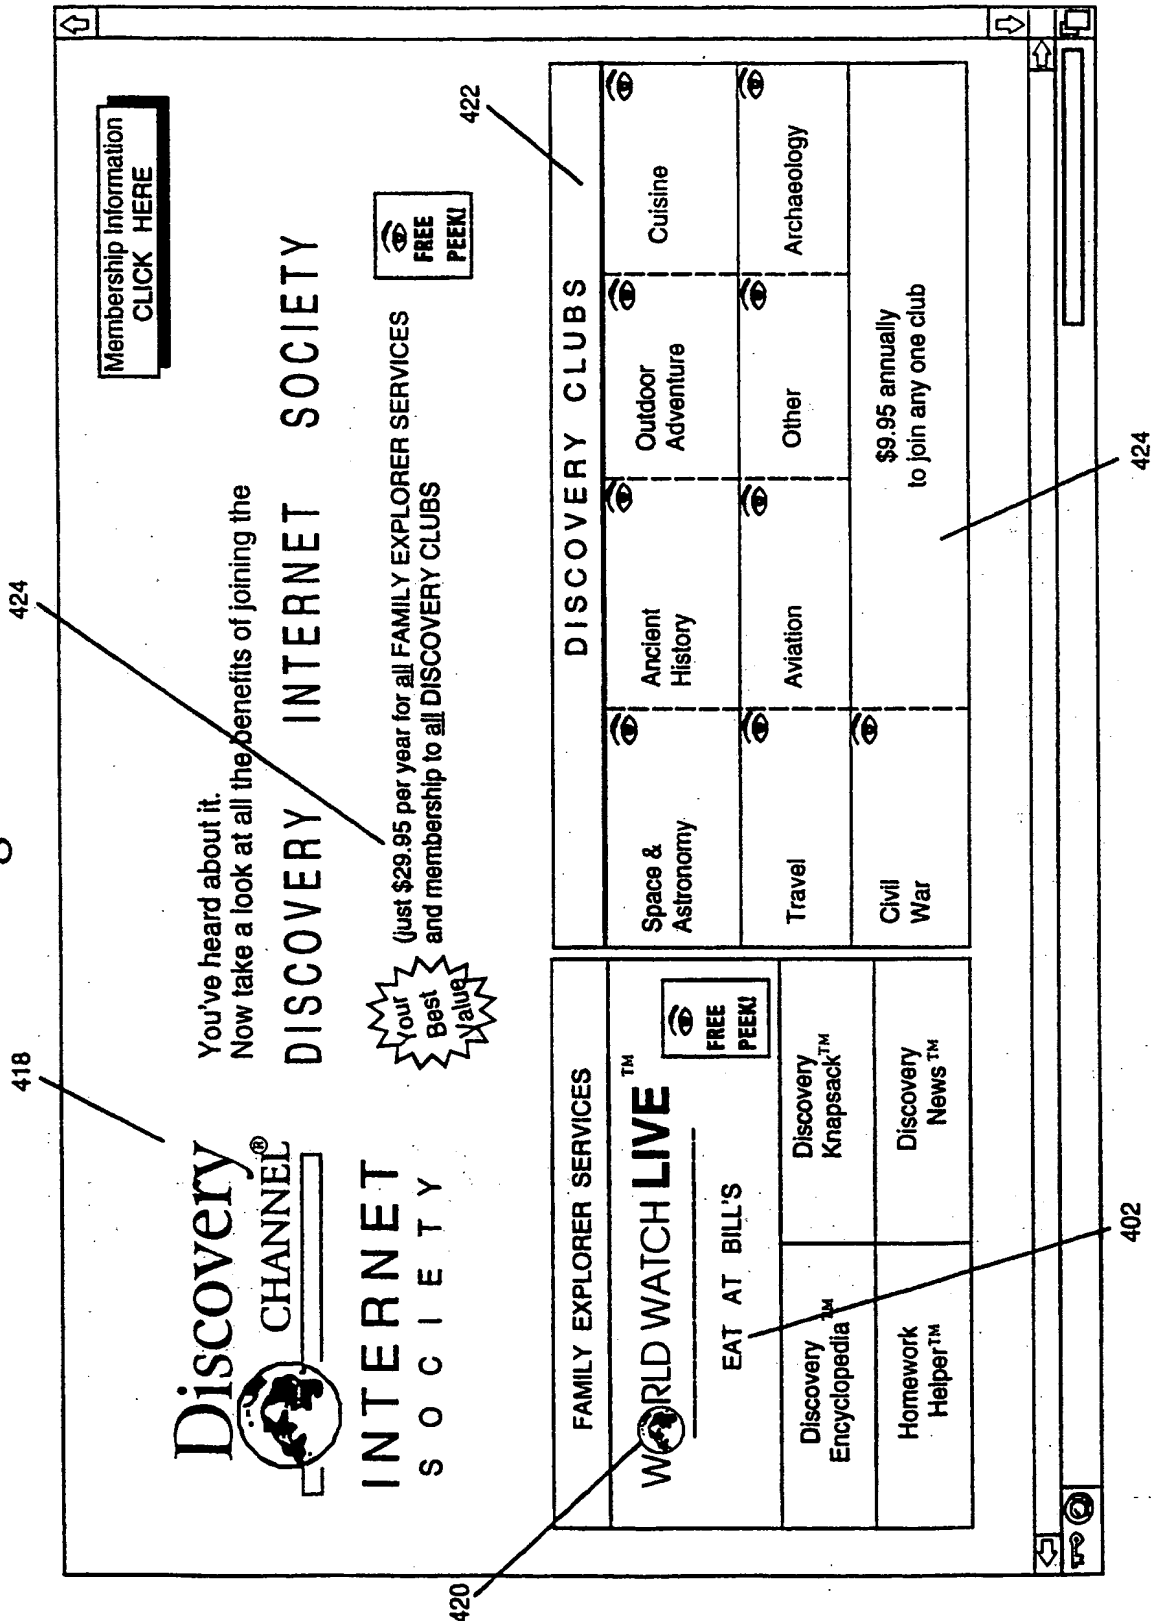 424
418
Membership Information
CLICK HERE
Discovery
CHANNEL®
INTERNET
SOCIETY
You've heard about it.
Now take a look at all the benefits of joining the
DISCOVERY INTERNET SOCIETY
Your
Best
Value
(just $29.95 per year for all FAMILY EXPLORER SERVICES
and membership to all DISCOVERY CLUBS
FREE
PEEK!
420
422
FAMILY EXPLORER SERVICES
WORLD WATCH LIVE™
FREE
PEEK!
EAT AT BILL'S
Discovery
Encyclopedia™
Discovery
Knapsack™
Homework
Helper™
Discovery
News™
DISCOVERY CLUBS
Space &
Astronomy
Ancient
History
Outdoor
Adventure
Cuisine
Travel
Aviation
Other
Archaeology
Civil
War
$9.95 annually
to join any one club
402
424